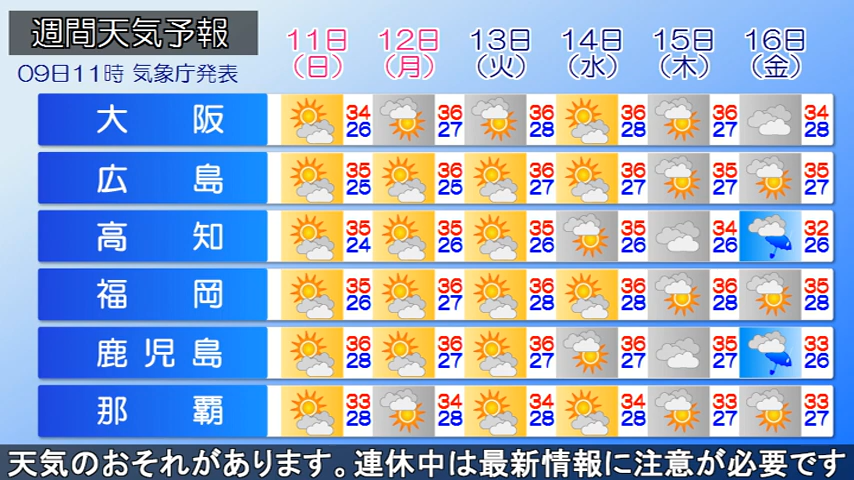 週間天気予報
09日11時 気象庁発表
11日 12日 13日 14日 15日 16日
(日) (月) (火) (水) (木) (金)
大阪 34 26 36 27 36 28 36 28 36 27 34 28
広島 35 25 36 25 36 27 36 27 35 27 35 27
高知 35 24 35 26 35 26 35 26 34 26 32 26
福岡 35 26 36 27 36 28 36 28 36 28 35 28
鹿児島 36 28 36 27 36 27 36 27 35 27 33 26
那覇 33 28 34 28 34 28 34 28 33 27 33 27
天気のおそれがあります。連休中は最新情報に注意が必要です